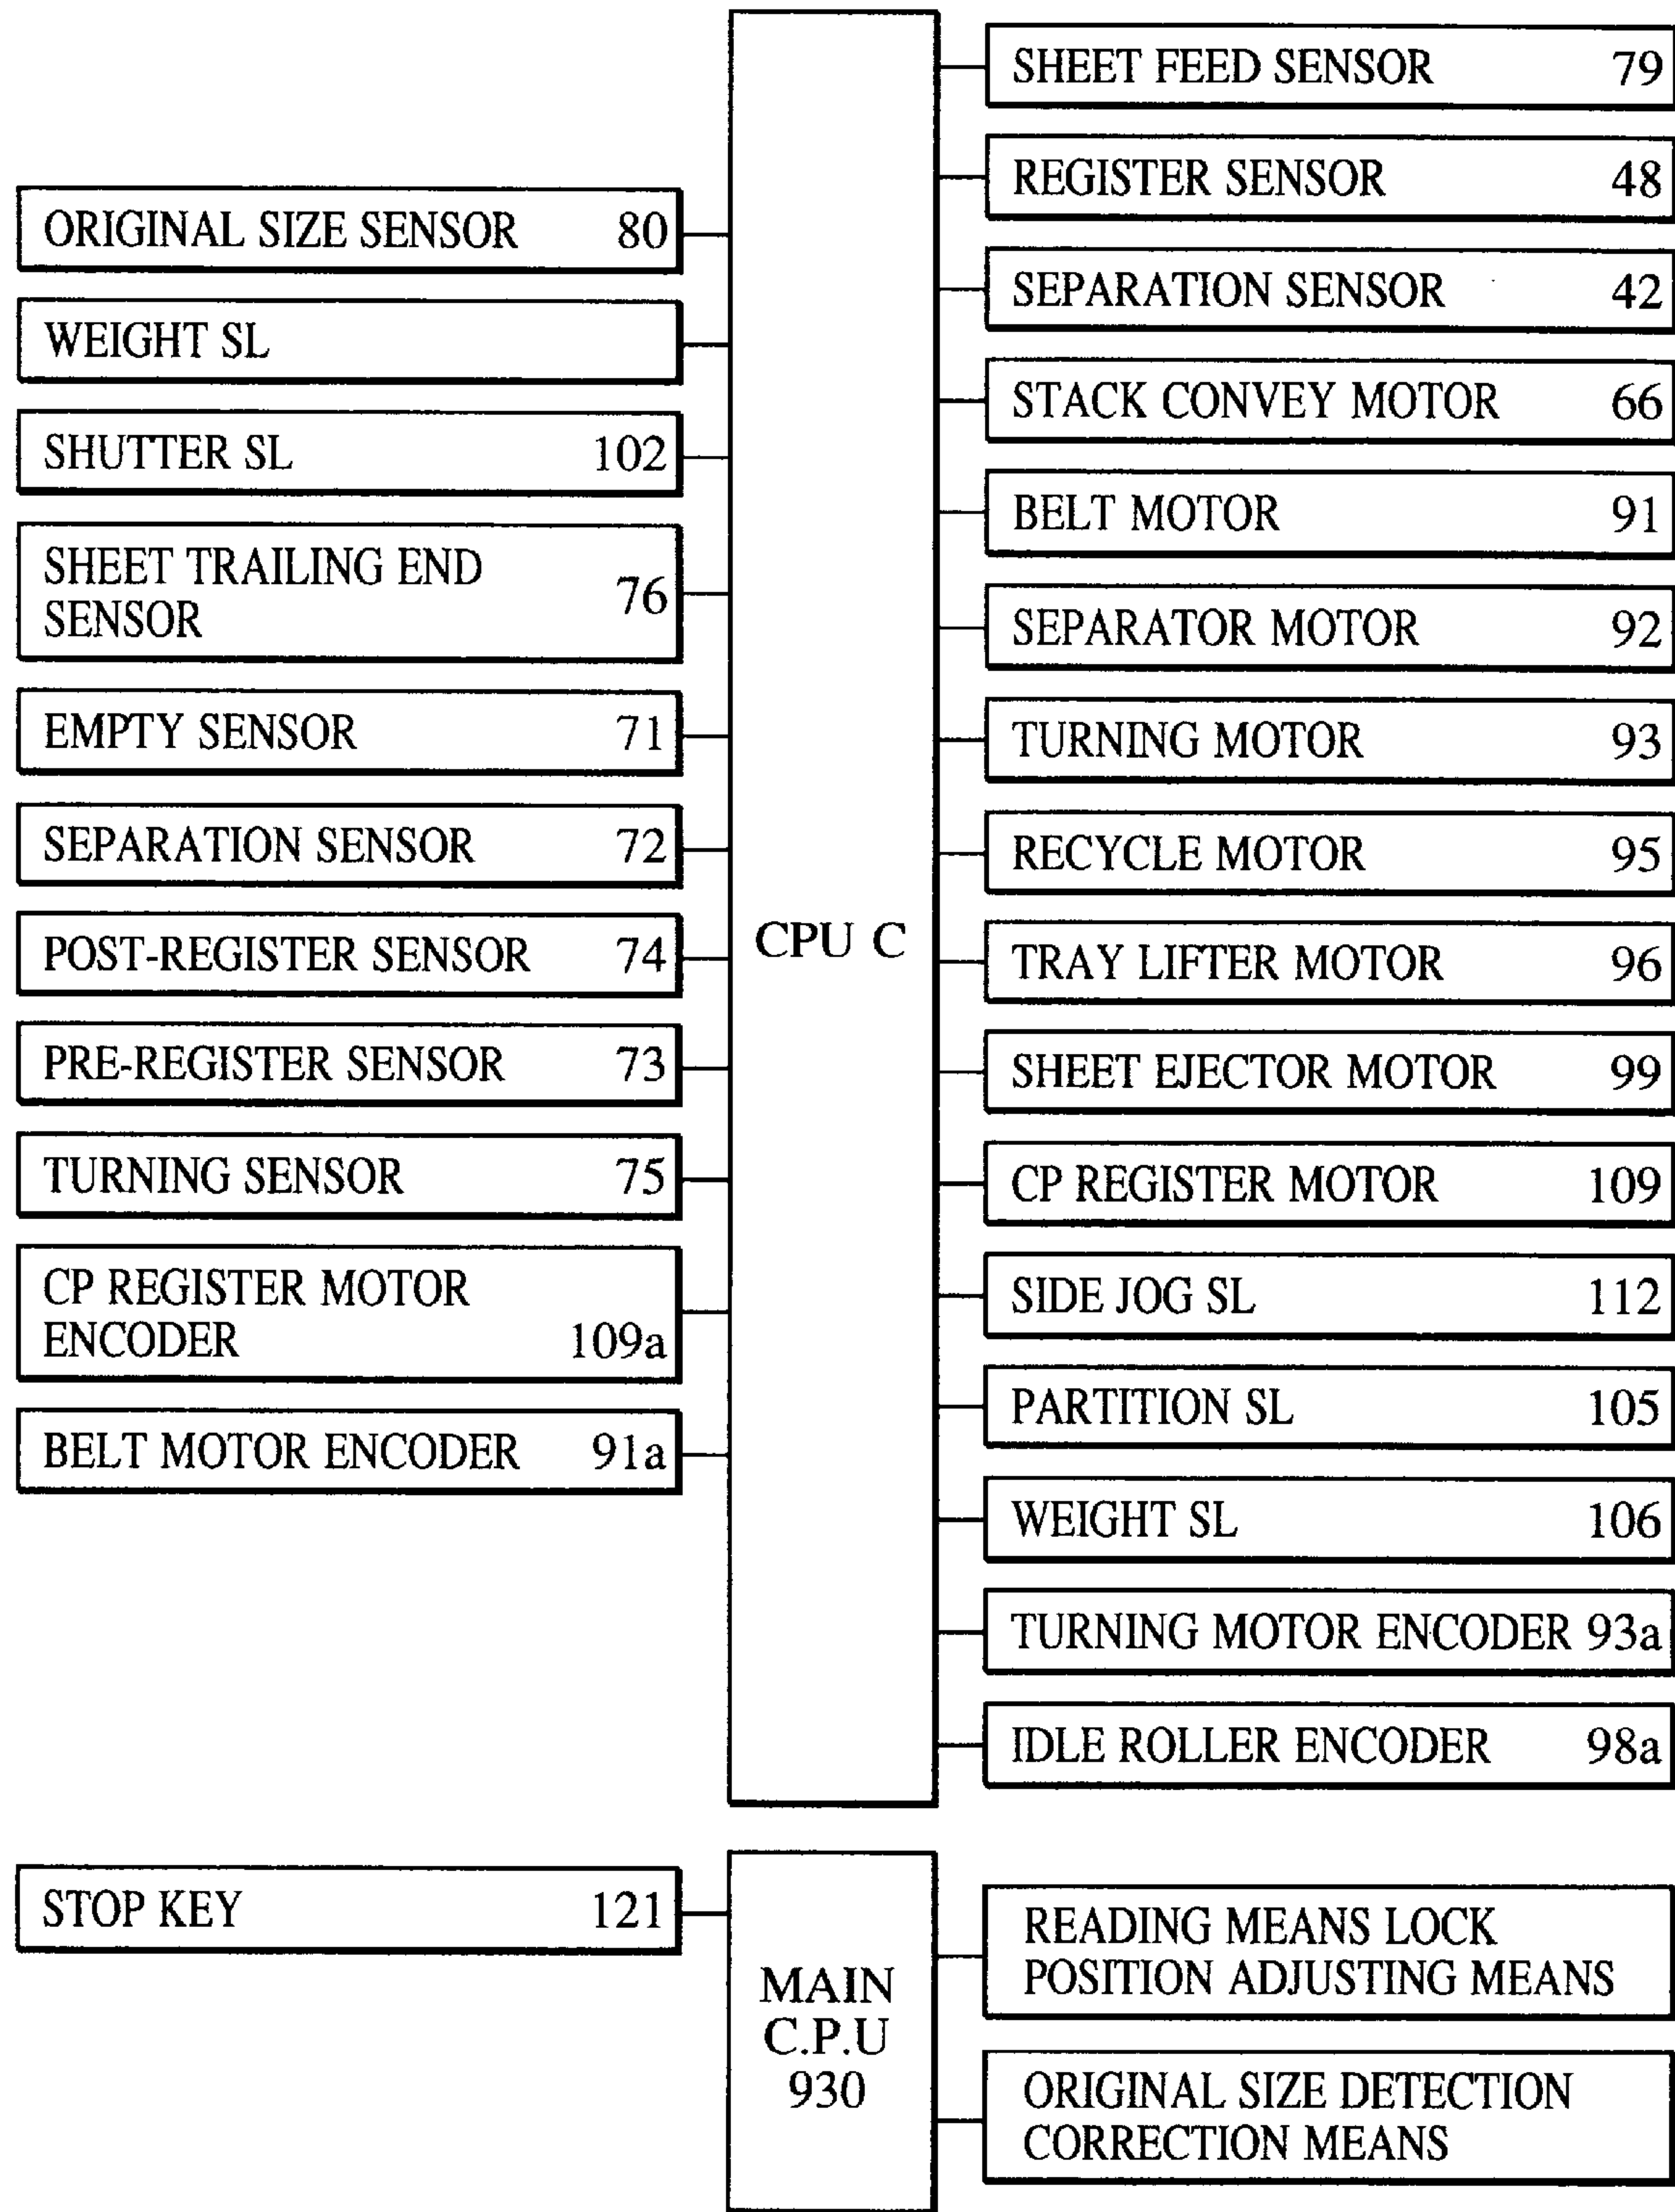 ORIGINAL SIZE SENSOR 80
WEIGHT SL
SHUTTER SL 102
SHEET TRAILING END
SENSOR 76
EMPTY SENSOR 71
SEPARATION SENSOR 72
POST-REGISTER SENSOR 74
PRE-REGISTER SENSOR 73
TURNING SENSOR 75
CP REGISTER MOTOR
ENCODER 109a
BELT MOTOR ENCODER 91a
CPU C
SHEET FEED SENSOR 79
REGISTER SENSOR 48
SEPARATION SENSOR 42
STACK CONVEY MOTOR 66
BELT MOTOR 91
SEPARATOR MOTOR 92
TURNING MOTOR 93
RECYCLE MOTOR 95
TRAY LIFTER MOTOR 96
SHEET EJECTOR MOTOR 99
CP REGISTER MOTOR 109
SIDE JOG SL 112
PARTITION SL 105
WEIGHT SL 106
TURNING MOTOR ENCODER 93a
IDLE ROLLER ENCODER 98a
STOP KEY 121
MAIN
C.P.U
930
READING MEANS LOCK
POSITION ADJUSTING MEANS
ORIGINAL SIZE DETECTION
CORRECTION MEANS